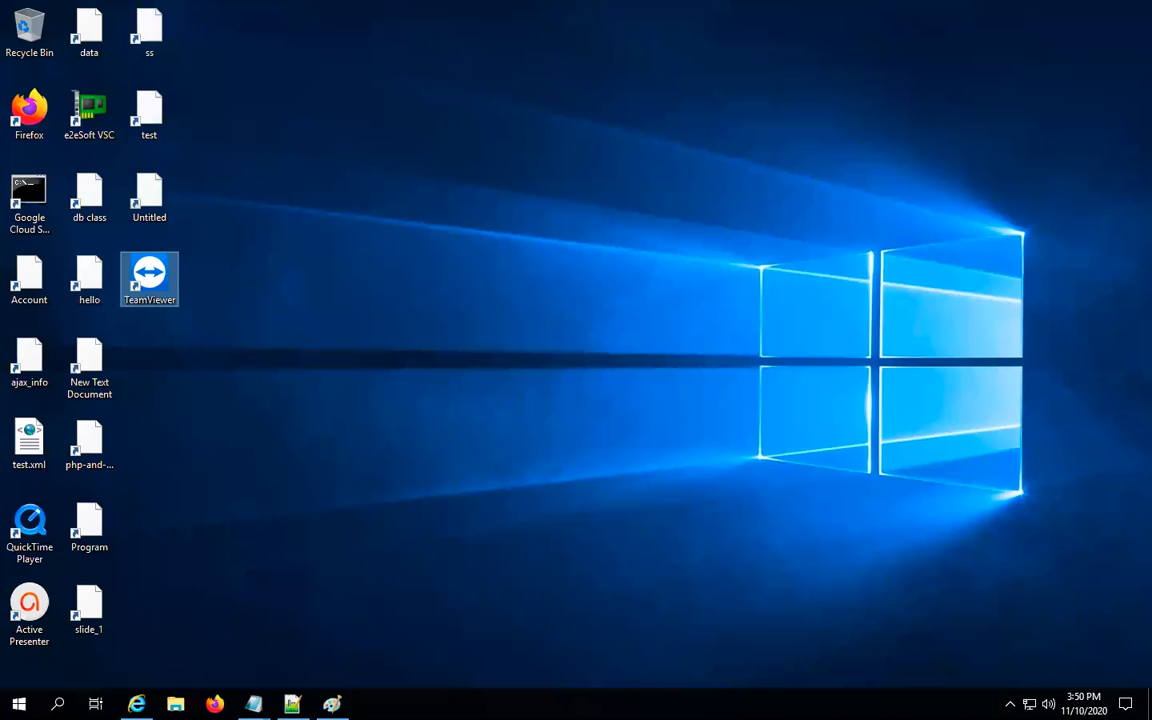 Recycle Bin
data
ss
Firefox
e2eSoft VSC
test
Google
Cloud S...
db class
Untitled
Account
hello
TeamViewer
ajax_info
New Text
Document
test.xml
php-and-...
QuickTime
Player
Program
Active
Presenter
slide_1
3:50 PM
11/10/2020